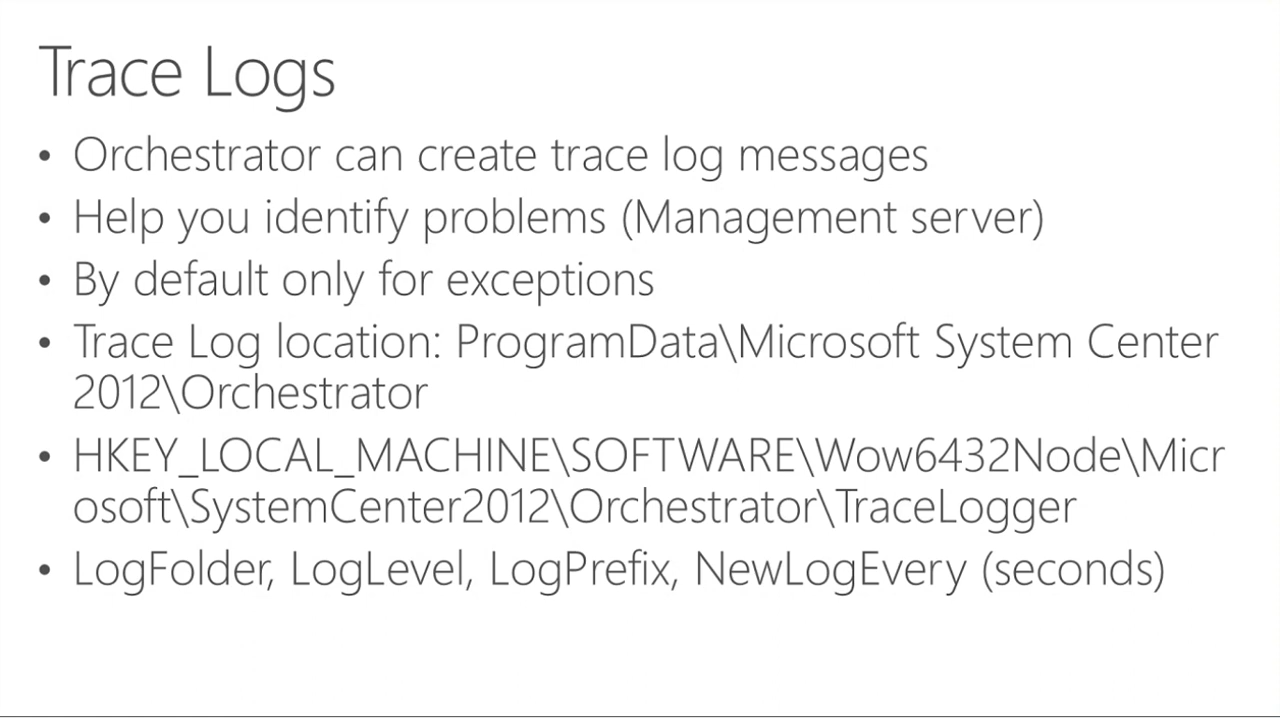 Trace Logs
• Orchestrator can create trace log messages
• Help you identify problems (Management server)
• By default only for exceptions
• Trace Log location: ProgramData\Microsoft System Center
2012\Orchestrator
• HKEY_LOCAL_MACHINE\SOFTWARE\Wow6432Node\Micr
osoft\SystemCenter2012\Orchestrator\TraceLogger
• LogFolder, LogLevel, LogPrefix, NewLogEvery (seconds)